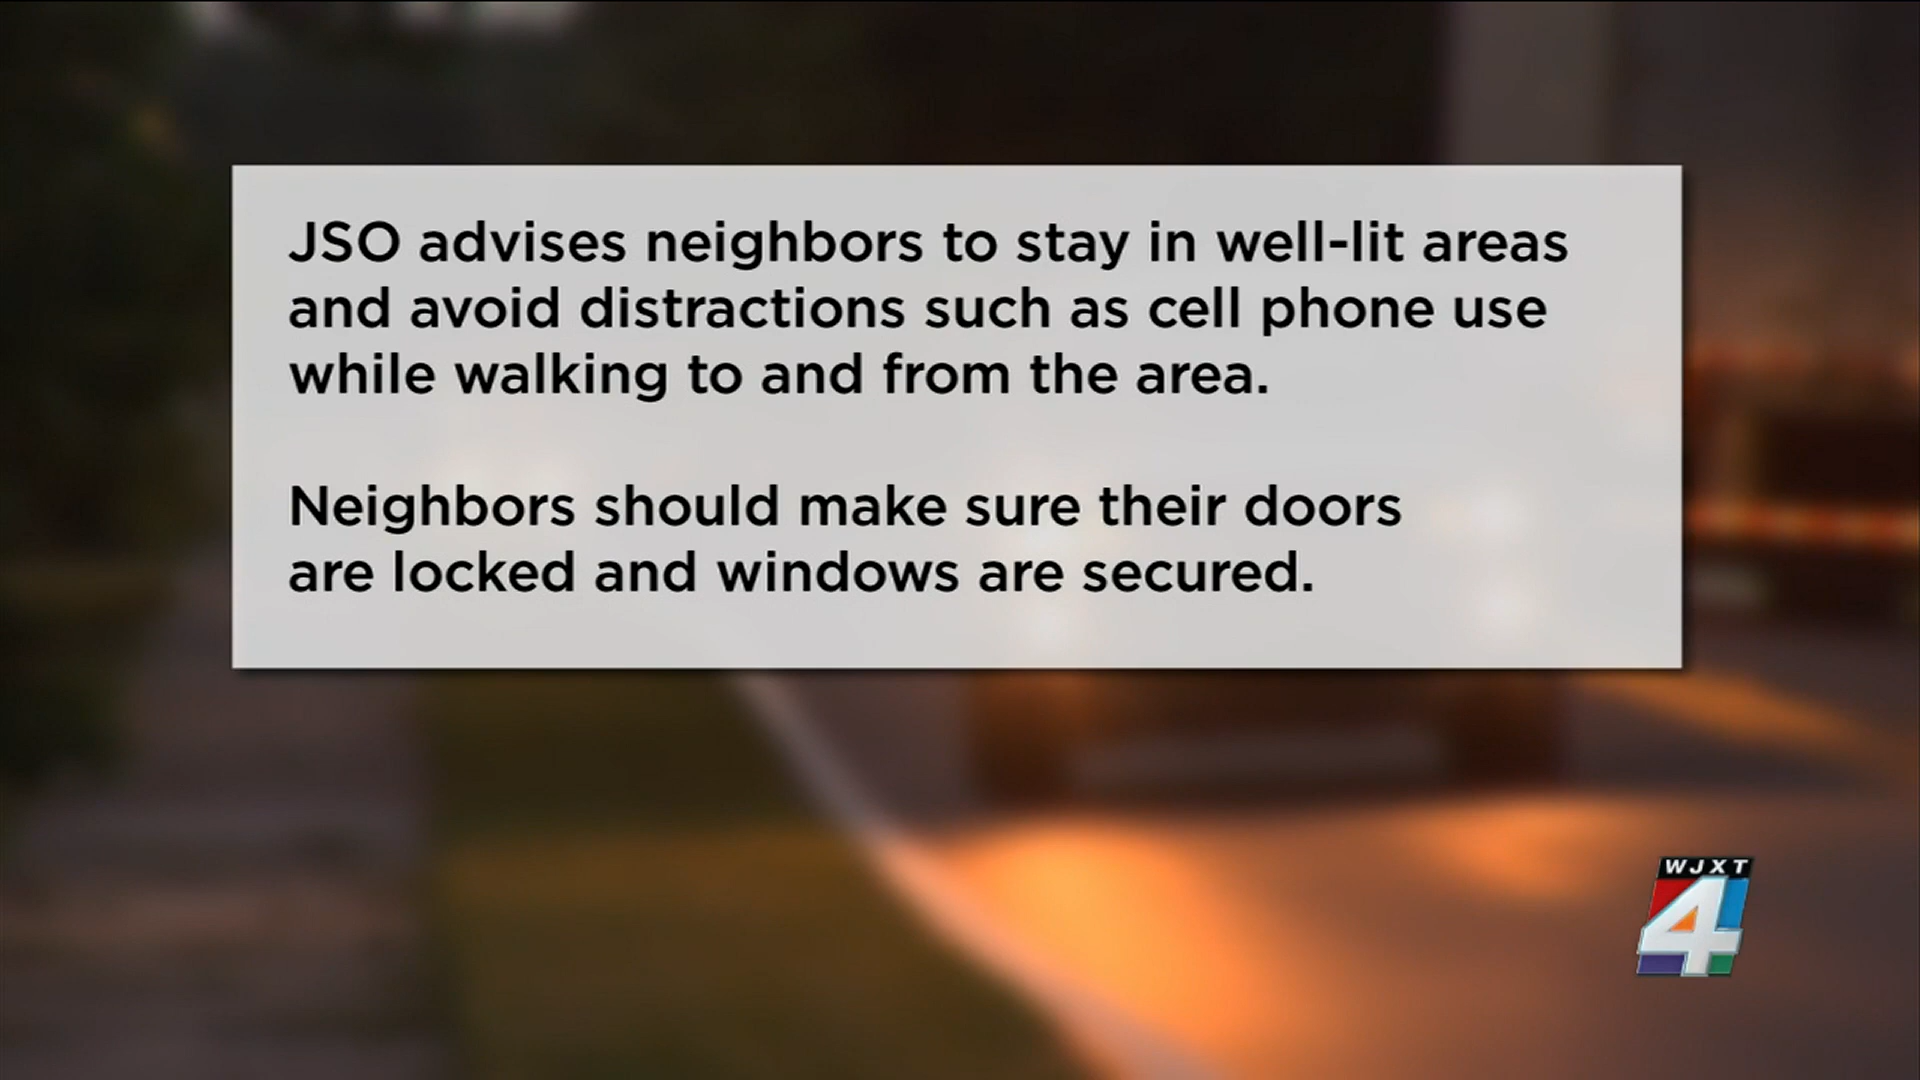 JSO advises neighbors to stay in well-lit areas
and avoid distractions such as cell phone use
while walking to and from the area.
Neighbors should make sure their doors
are locked and windows are secured.
WJXT
4